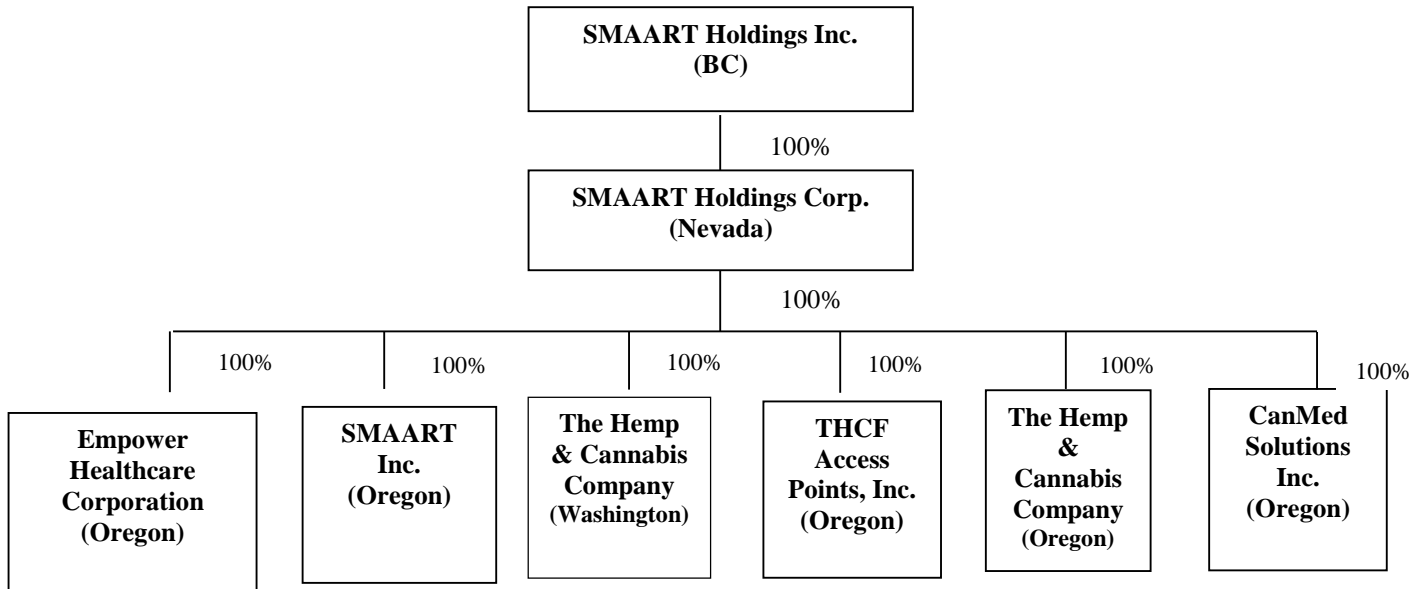 SMAART Holdings Inc.
(BC)
100%
SMAART Holdings Corp.
(Nevada)
100%
100%
100%
100%
100%
100%
100%
Empower
Healthcare
Corporation
(Oregon)
SMAART
Inc.
(Oregon)
The Hemp
& Cannabis
Company
(Washington)
THCF
Access
Points, Inc.
(Oregon)
The Hemp
&
Cannabis
Company
(Oregon)
CanMed
Solutions
Inc.
(Oregon)